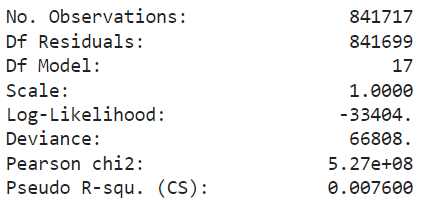 No. Observations: 841717
Df Residuals: 841699
Df Model: 17
Scale: 1.0000
Log-Likelihood: -33404.
Deviance: 66808.
Pearson chi2: 5.27e+08
Pseudo R-squ. (CS): 0.007600